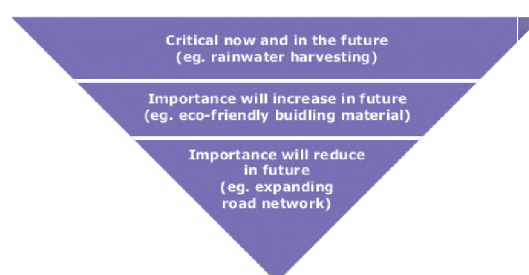 Critical now and in the future
(eg. rainwater harvesting)
Importance will increase in future
(eg. eco-friendly buidling material)
Importance will reduce
in future
(eg. expanding
road network)